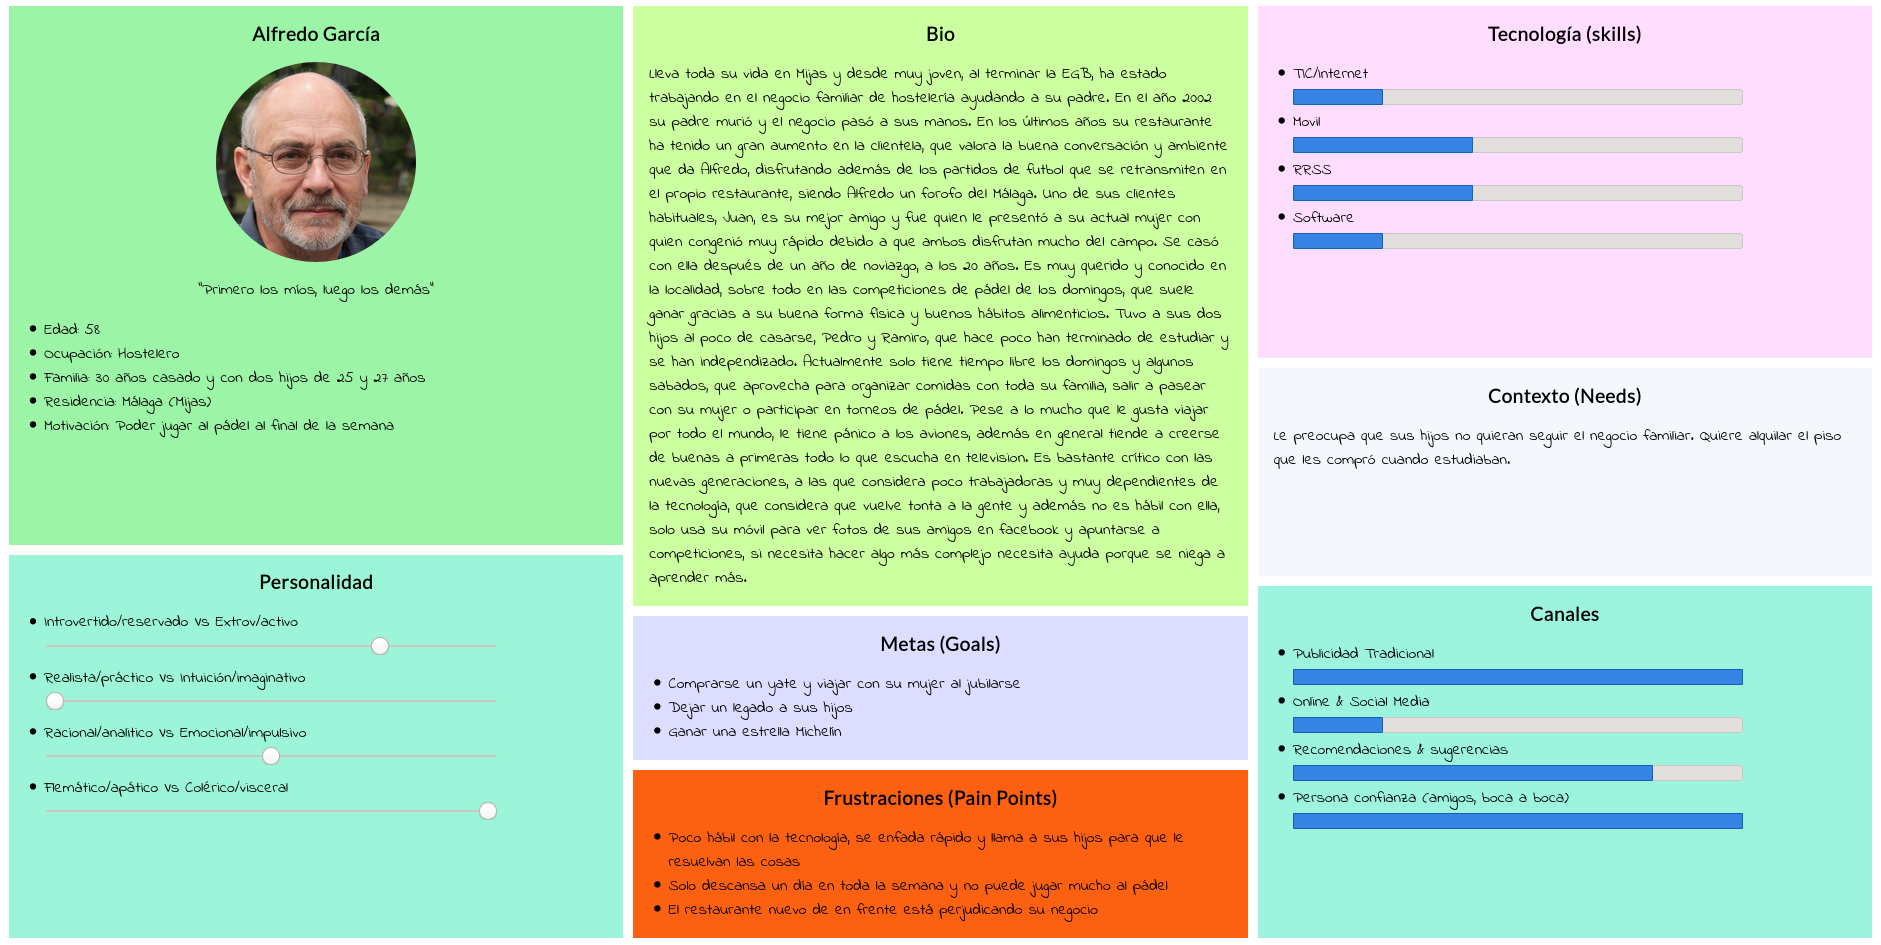 Alfredo García
"Primero los míos, luego los demás"
Edad: 58
Ocupación: Hostelero
Familia: 30 años casado y con dos hijos de 25 y 27 años
Residencia: Málaga (Mijas)
Motivación: Poder jugar al pádel al final de la semana
Personalidad
Introvertido/reservado Vs Extrov/activo
Realista/práctico Vs Intuición/imaginativo
Racional/analitico Vs Emocional/impulsivo
Flemático/apático Vs Colérico/visceral
Bio
Lleva toda su vida en Mijas y desde muy joven, al terminar la EGB, ha estado
trabajando en el negocio familiar de hostelería ayudando a su padre. En el año 2002
su padre murió y el negocio pasó a sus manos. En los últimos años su restaurante
ha tenido un gran aumento en la clientela, que valora la buena conversación y ambiente
que da Alfredo, disfrutando además de los partidos de futbol que se retransmiten en
el propio restaurante, siendo Alfredo un forofo del Málaga. Uno de sus clientes
habituales, Juan, es su mejor amigo y fue quien le presentó a su actual mujer con
quien congenió muy rápido debido a que ambos disfrutan mucho del campo. Se casó
con ella después de un año de noviazgo, a los 20 años. Es muy querido y conocido en
la localidad, sobre todo en las competiciones de pádel de los domingos, que suele
ganar gracias a su buena forma fisica y buenos hábitos alimenticios. Tuvo a sus dos
hijos al poco de casarse, Pedro y Ramiro, que hace poco han terminado de estudiar y
se han independizado. Actualmente solo tiene tiempo libre los domingos y algunos
sabados, que aprovecha para organizar comidas con toda su familia, salir a pasear
con su mujer o participar en torneos de pádel. Pese a lo mucho que le gusta viajar
por todo el mundo, le tiene pánico a los aviones, además en general tiende a creerse
de buenas a primeras todo lo que escucha en television. Es bastante crítico con las
nuevas generaciones, a las que considera poco trabajadoras y muy dependientes de
la tecnología, que considera que vuelve tonta a la gente y además no es hábil con ella,
solo usa su móvil para ver fotos de sus amigos en facebook y apuntarse a
competiciones, si necesita hacer algo más complejo necesita ayuda porque se niega a
aprender más.
Metas (Goals)
Comprarse un yate y viajar con su mujer al jubilarse
Dejar un legado a sus hijos
Ganar una estrella Michelín
Frustraciones (Pain Points)
Poco hábil con la tecnología, se enfada rápido y llama a sus hijos para que le
resuelvan las cosas
Solo descansa un día en toda la semana y no puede jugar mucho al pádel
El restaurante nuevo de en frente está perjudicando su negocio
Tecnología (skills)
TIC/Internet
Movil
RRSS
Software
Contexto (Needs)
Le preocupa que sus hijos no quieran seguir el negocio familiar. Quiere alquilar el piso
que les compró cuando estudiaban.
Canales
Publicidad Tradicional
Online & Social Media
Recomendaciones & sugerencias
Persona confianza (amigos, boca a boca)